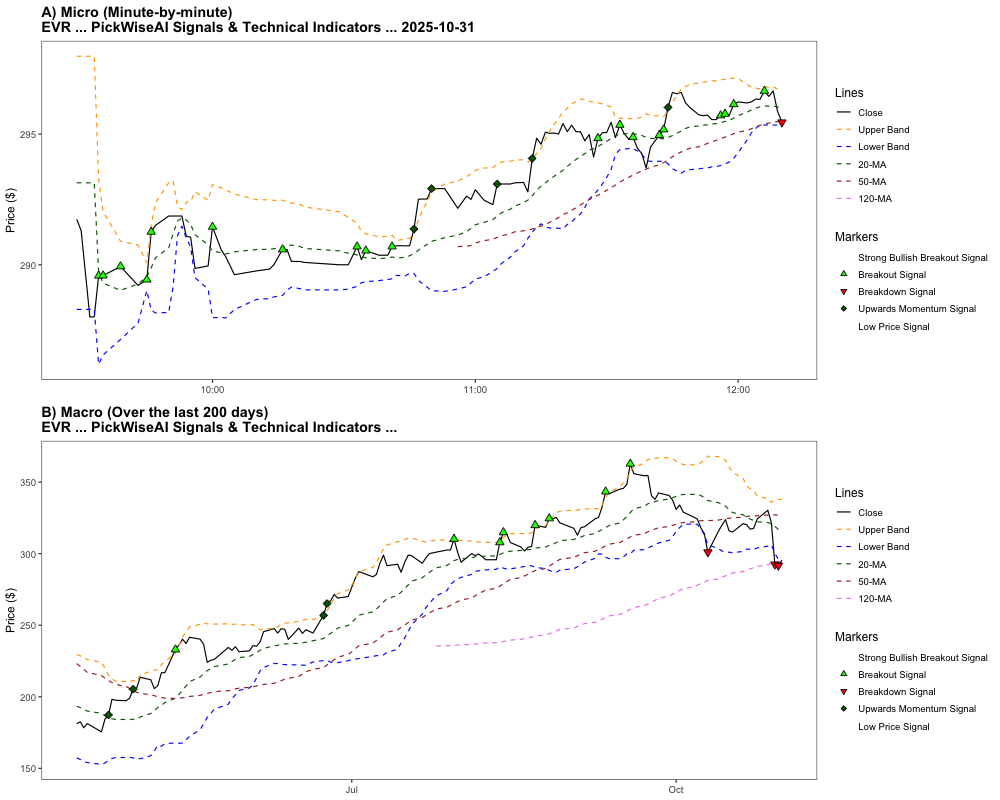 A) Micro (Minute-by-minute)
EVR ... PickWiseAI Signals & Technical Indicators ... 2025-10-31
Price ($)
295
290
10:00
11:00
12:00
Lines
Close
Upper Band
Lower Band
20-MA
50-MA
120-MA
Markers
Strong Bullish Breakout Signal
Breakout Signal
Breakdown Signal
Upwards Momentum Signal
Low Price Signal
B) Macro (Over the last 200 days)
EVR ... PickWiseAI Signals & Technical Indicators ...
Price ($)
350
300
250
200
150
Jul
Oct
Lines
Close
Upper Band
Lower Band
20-MA
50-MA
120-MA
Markers
Strong Bullish Breakout Signal
Breakout Signal
Breakdown Signal
Upwards Momentum Signal
Low Price Signal